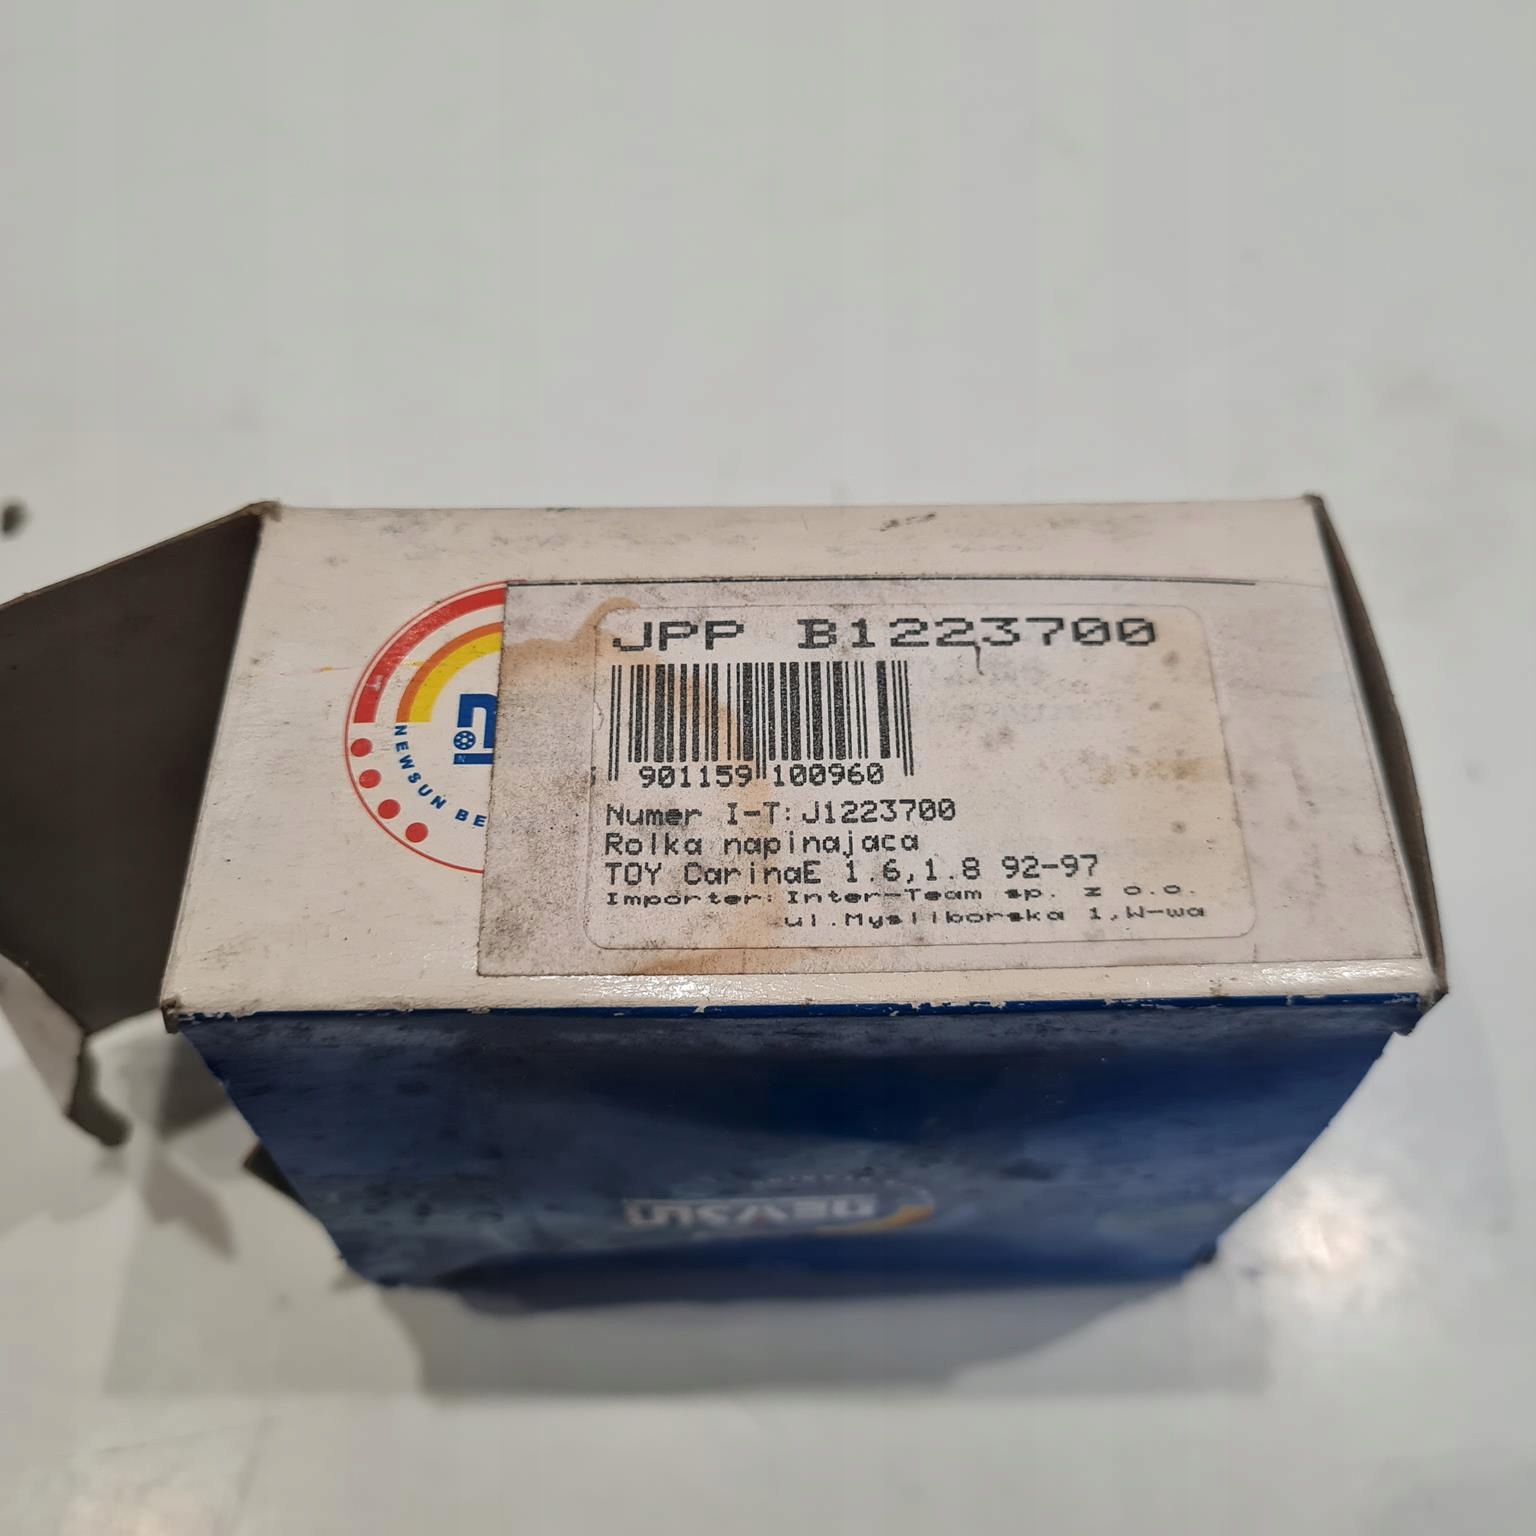 JPP B1223700
901159 100960
Numer I-T: J1223700
Rolka napinajaca
TOY CarinaE 1.6,1.8 92-97
Importer: Inter-Team sp. z o.o.
ul.Mysliborska 1,W-wa
NEWSUN
NEWSUN